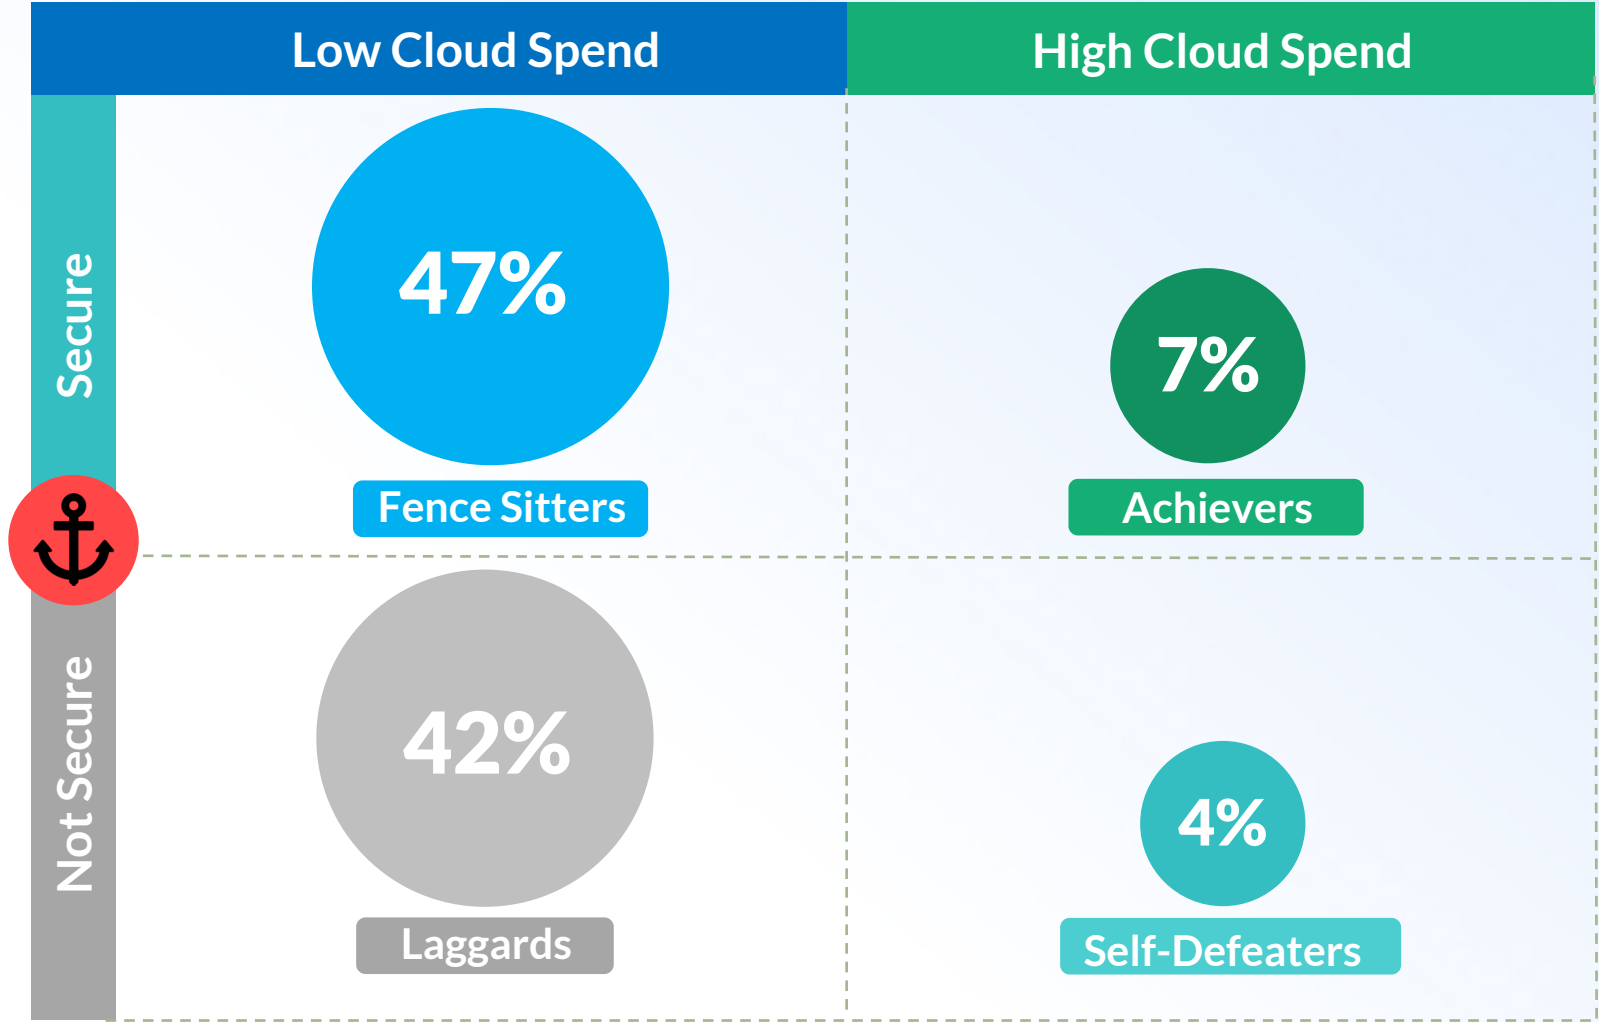 Low Cloud Spend
High Cloud Spend
Secure
47%
Fence Sitters
7%
Achievers
Not Secure
42%
Laggards
4%
Self-Defeaters